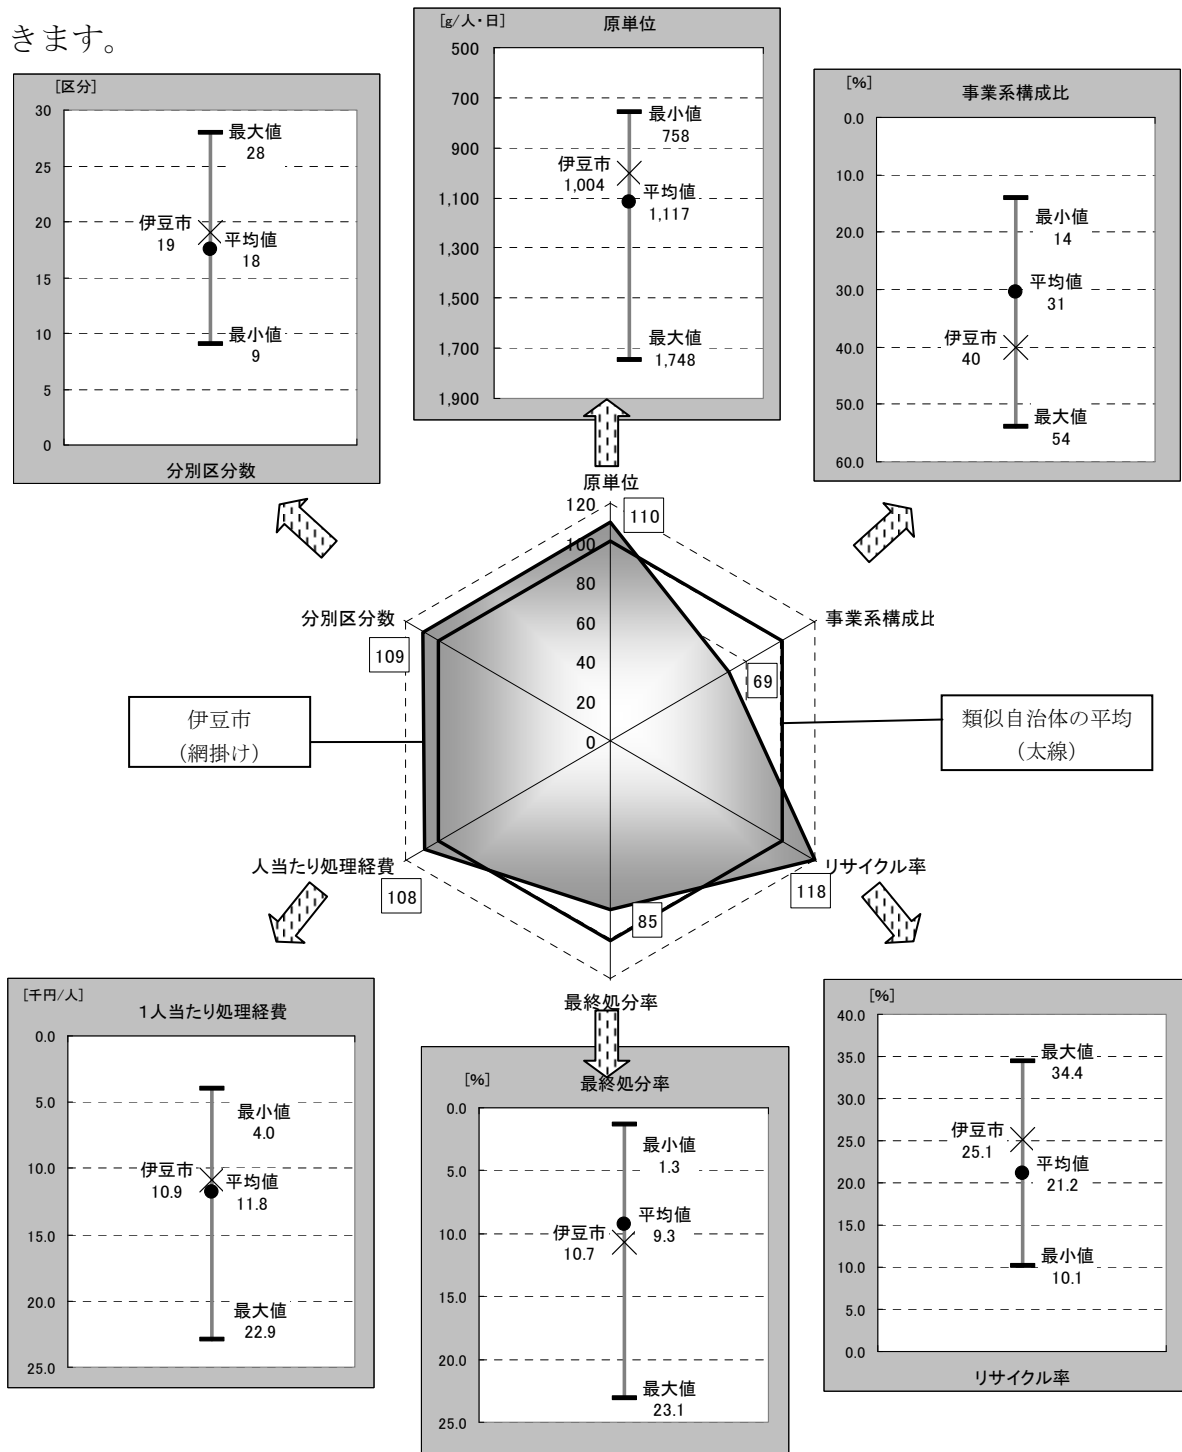 きます。
[区分]
30
25
20
15
10
5
0
最大値
28
伊豆市
19
平均値
18
最小値
9
分別区分数
[g/人・日]
原単位
500
700
900
1,100
1,300
1,500
1,700
1,900
最小値
758
伊豆市
1,004
平均値
1,117
最大値
1,748
[%]
事業系構成比
0.0
10.0
20.0
30.0
40.0
50.0
60.0
最小値
14
平均値
31
伊豆市
40
最大値
54
原単位
120
100
80
60
40
20
0
110
分別区分数
109
事業系構成比
69
伊豆市
(網掛け)
類似自治体の平均
(太線)
人当たり処理経費
108
リサイクル率
118
85
最終処分率
[千円/人]
1人当たり処理経費
0.0
5.0
10.0
15.0
20.0
25.0
最小値
4.0
伊豆市
10.9
平均値
11.8
最大値
22.9
[%]
最終処分率
0.0
5.0
10.0
15.0
20.0
25.0
最小値
1.3
平均値
9.3
伊豆市
10.7
最大値
23.1
[%]
40.0
35.0
30.0
25.0
20.0
15.0
10.0
5.0
0.0
最大値
34.4
伊豆市
25.1
平均値
21.2
最小値
10.1
リサイクル率